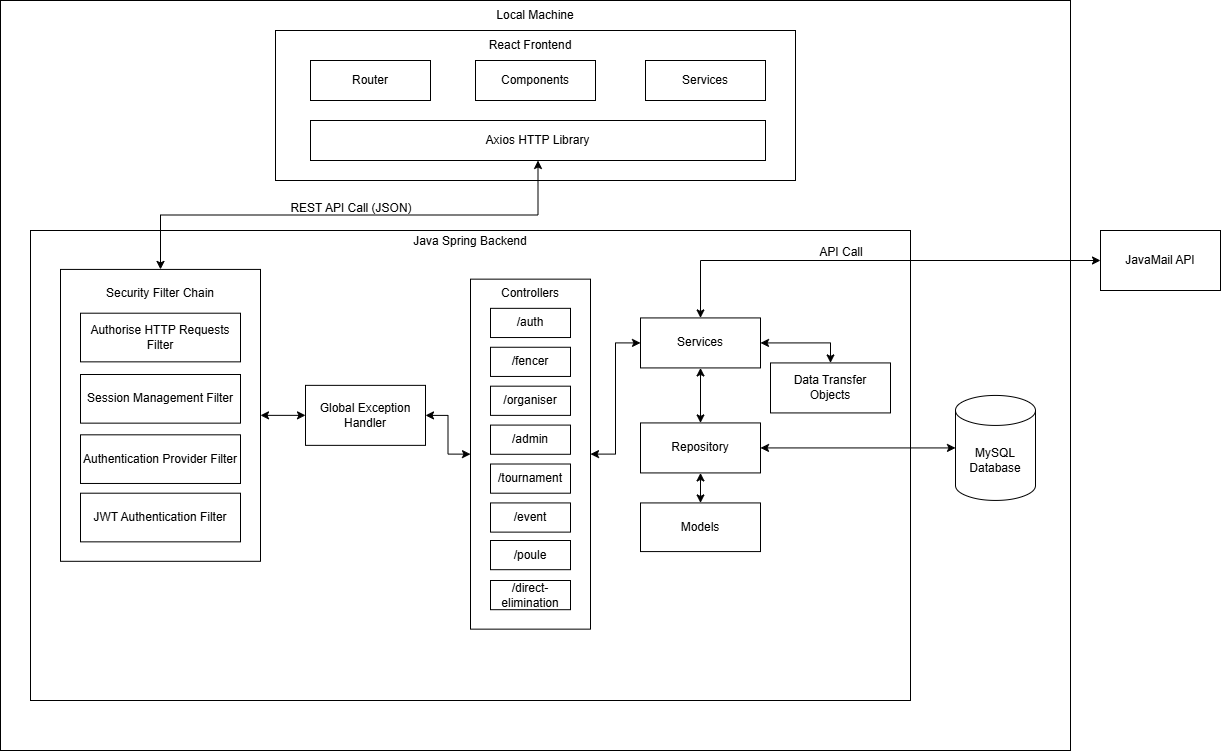 Local Machine
React Frontend
Router
Components
Services
Axios HTTP Library
REST API Call (JSON)
Java Spring Backend
API Call
JavaMail API
Security Filter Chain
Authorise HTTP Requests
Filter
Session Management Filter
Authentication Provider Filter
JWT Authentication Filter
Global Exception
Handler
Controllers
/auth
/fencer
/organiser
/admin
/tournament
/event
/poule
/direct-
elimination
Services
Data Transfer
Objects
Repository
Models
MySQL
Database